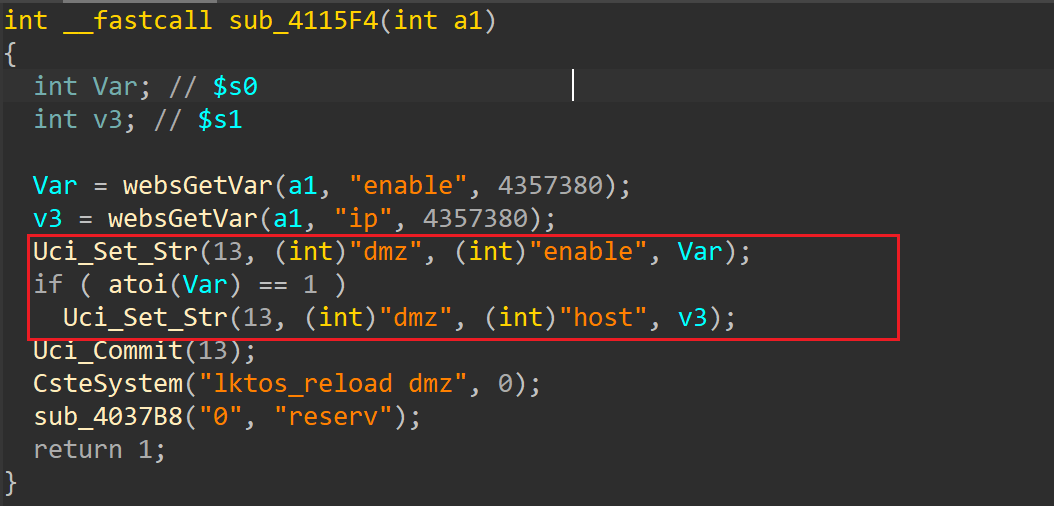 int __fastcall sub_4115F4(int a1)
{
  int Var; // $s0
  int v3; // $s1
  Var = websGetVar(a1, "enable", 4357380);
  v3 = websGetVar(a1, "ip", 4357380);
  Uci_Set_Str(13, (int)"dmz", (int)"enable", Var);
  if ( atoi(Var) == 1 )
    Uci_Set_Str(13, (int)"dmz", (int)"host", v3);
  Uci_Commit(13);
  CsteSystem("lktos_reload dmz", 0);
  sub_4037B8("0", "reserv");
  return 1;
}